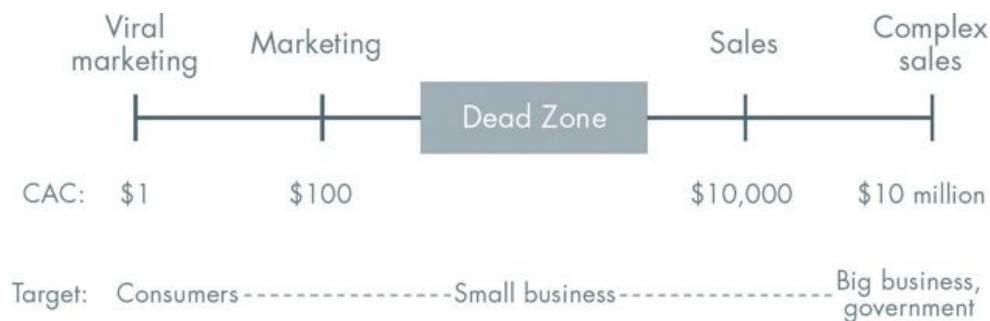 Viral
marketing
Marketing
Sales
Complex
sales
Dead Zone
CAC: $1 $100 $10,000 $10 million
Target: Consumers Small business Big business,
government